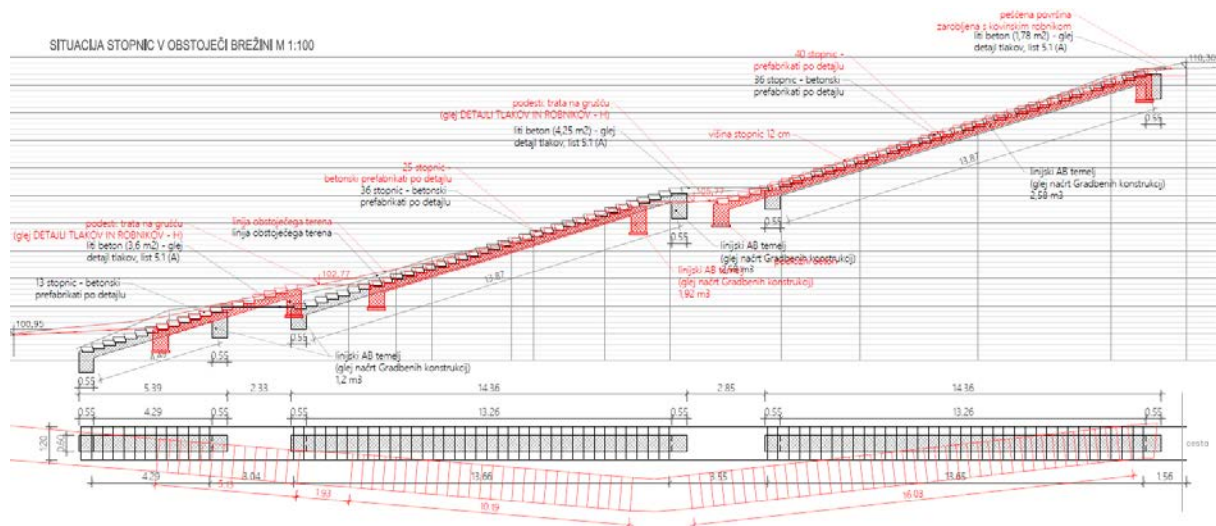 SITUACIJA STOPNIC V OBSTOJEČI BREŽINI M 1:100
peščena površina
zarobljena s kovinskim robnikom
liti beton (1,78 m2) - glej
detajl tlakov, list 5.1 (A)
110,30
40 stopnic -
prefabrikati po detajlu
36 stopnic - betonski
prefabrikati po detajlu
podesti: trata na grušču
(glej DETAJLI TLAKOV IN ROBNIKOV - H)
liti beton (4,25 m2) - glej
detajl tlakov, list 5.1 (A)
višina stopnic 12 cm
0.55
13,87
25 stopnic -
betonski prefabrikati po detajlu
36 stopnic - betonski
prefabrikati po detajlu
linijski AB temelj
(glej načrt Gradbenih konstrukcij)
2,58 m3
podesti: trata na grušču
(glej DETAJLI TLAKOV IN ROBNIKOV - H)
liti beton (3,6 m2) - glej
detajl tlakov, list 5.1 (A)
linija obstoječega terena
linija obstoječega terena
0.55
0.55
linijski AB temelj
(glej načrt Gradbenih konstrukcij)
linijski AB temelj
(glej načrt Gradbenih konstrukcij)
1,92 m3
102,77
13,87
13 stopnic - betonski
prefabrikati po detajlu
100,95
0.55
0.55
0.55
linijski AB temelj
(glej načrt Gradbenih konstrukcij)
1,2 m3
5.39 2.33 14.36 2.85 14.36
0.55 4.29 0.55 0.55 13.26 0.55 0.55 13.26 0.55
1.20
0.60
cesta
4.29 3.04 13.66 3.55 13.65 1.56
1.93
10.19
16.03